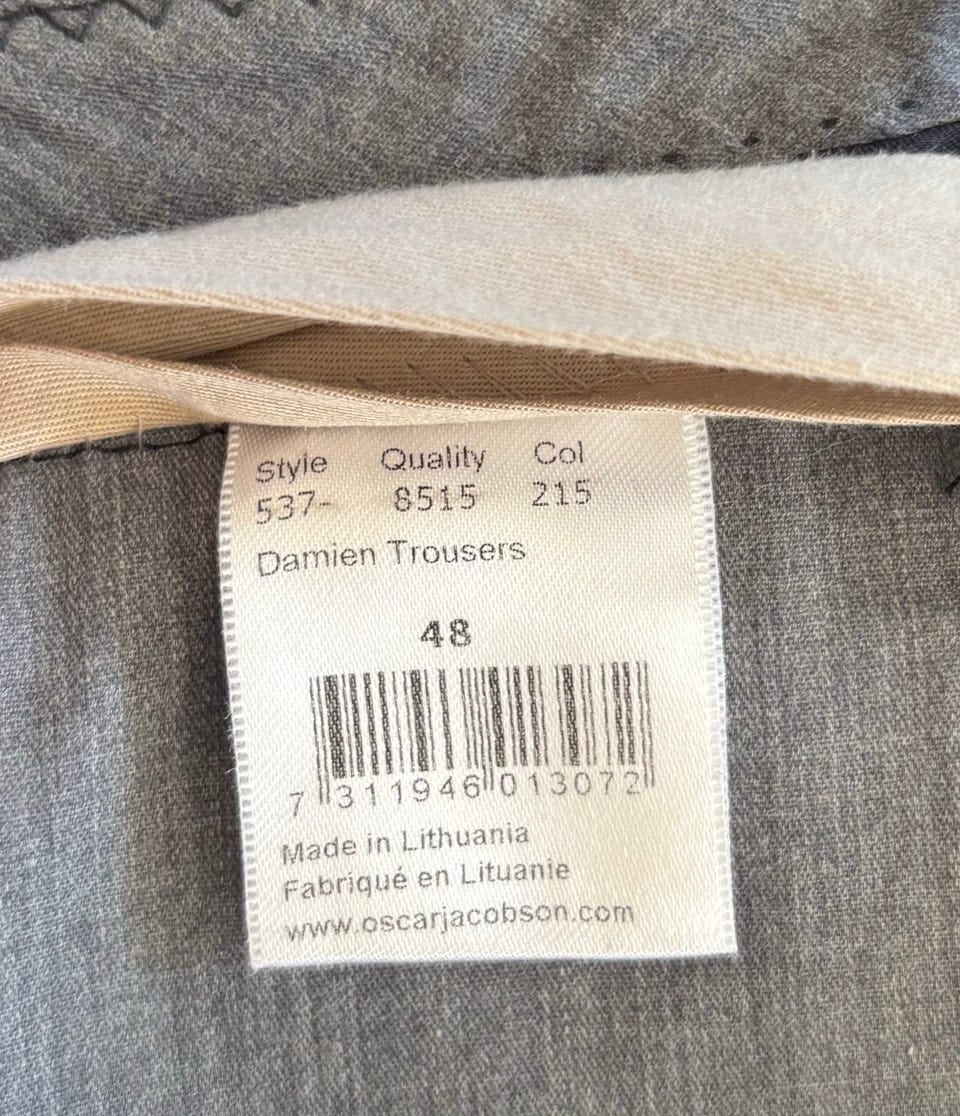 Style Quality Col
537- 8515 215
Damien Trousers
48
7 311946 013072
Made in Lithuania
Fabriqué en Lituanie
www.oscarjacobson.com